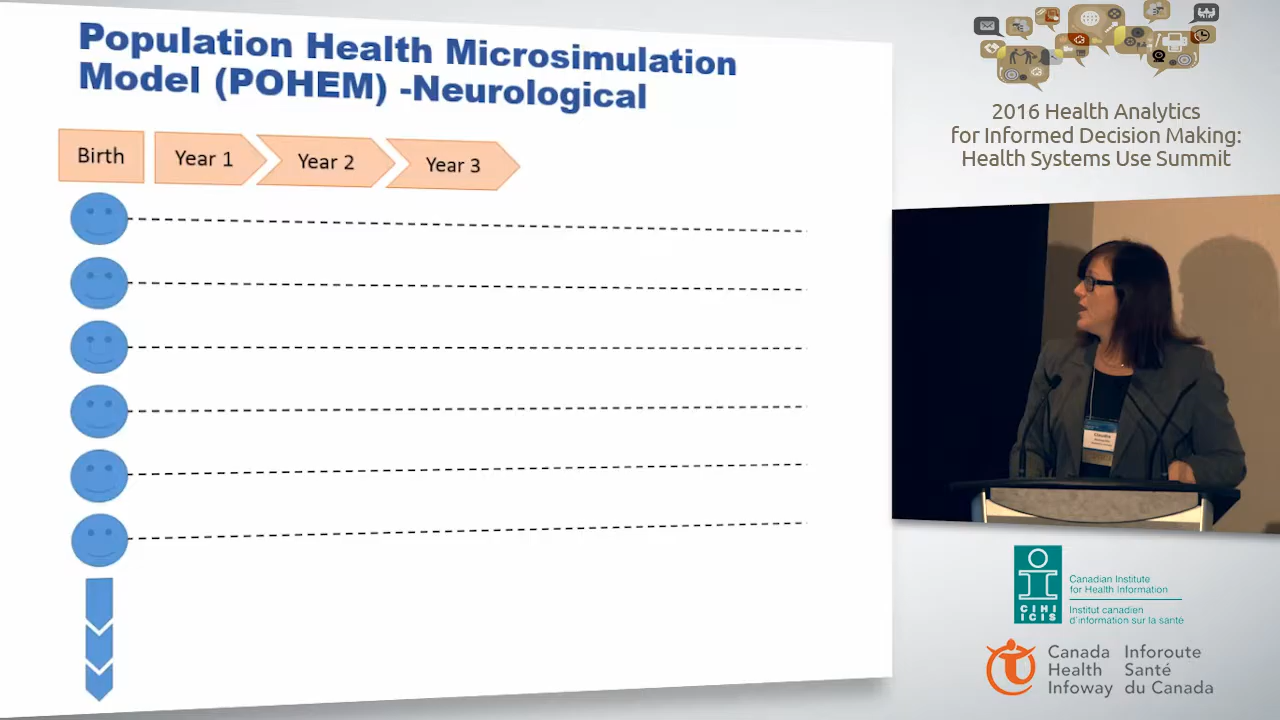 Population Health Microsimulation
Model (POHEM) -Neurological
Birth
Year 1
Year 2
Year 3
2016 Health Analytics
for Informed Decision Making:
Health Systems Use Summit
Canadian Institute
for Health Information
Institut canadien
d'information sur la santé
CIHI
ICIS
Canada
Health
Infoway
Inforoute
Santé
du Canada